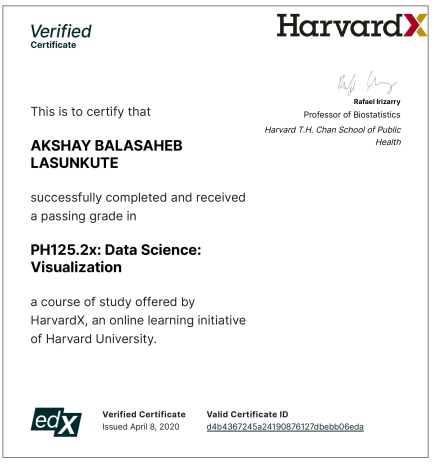 Verified
Certificate
HarvardX
Rafael Irizarry
Professor of Biostatistics
Harvard T.H. Chan School of Public
Health
This is to certify that
AKSHAY BALASAHEB
LASUNKUTE
successfully completed and received
a passing grade in
PH125.2x: Data Science:
Visualization
a course of study offered by
HarvardX, an online learning initiative
of Harvard University.
edX
Verified Certificate
Issued April 8, 2020
Valid Certificate ID
d4b4367245a24190876127dbebb06eda